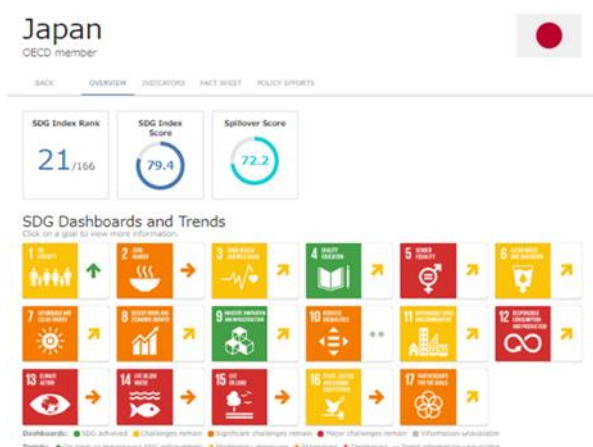 Japan
OECD member
BACK OVERVIEW INDICATORS FACT SHEET POLICY EFFORTS
SDG Index Rank
21/166
SDG Index
Score
79.4
Spillover Score
72.2
SDG Dashboards and Trends
Click on a goal to view more information.
1 NO
POVERTY
2 ZERO
HUNGER
3 GOOD HEALTH
AND WELL-BEING
4 QUALITY
EDUCATION
5 GENDER
EQUALITY
6 CLEAN WATER
AND SANITATION
7 AFFORDABLE AND
CLEAN ENERGY
8 DECENT WORK AND
ECONOMIC GROWTH
9 INDUSTRY, INNOVATION
AND INFRASTRUCTURE
10 REDUCED
INEQUALITIES
11 SUSTAINABLE CITIES
AND COMMUNITIES
12 RESPONSIBLE
CONSUMPTION
AND PRODUCTION
13 CLIMATE
ACTION
14 LIFE BELOW
WATER
15 LIFE
ON LAND
16 PEACE, JUSTICE
AND STRONG
INSTITUTIONS
17 PARTNERSHIPS
FOR THE GOALS
Dashboards: SDG achieved Challenges remain Significant challenges remain Major challenges remain Information unavailable